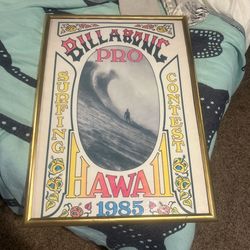 BILLABONG
PRO
SURFING
CONTEST
HAWAII
1985